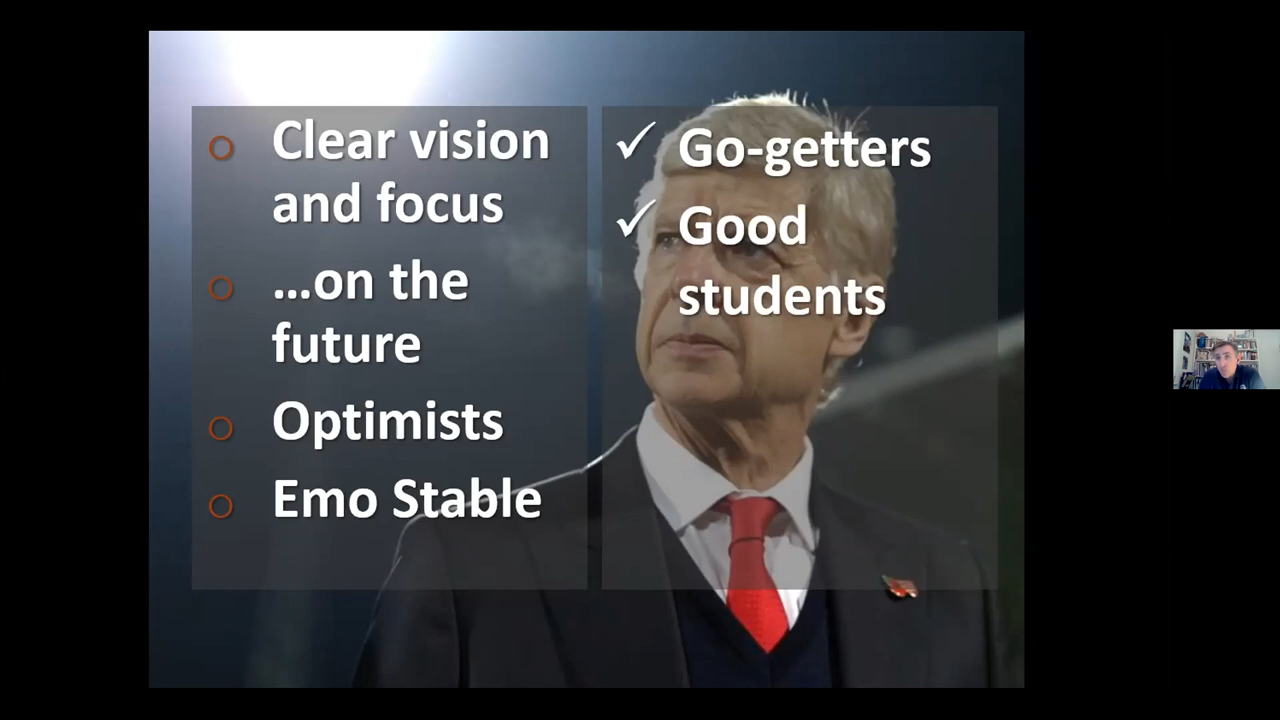 Clear vision
and focus
...on the
future
Optimists
Emo Stable
Go-getters
Good
students